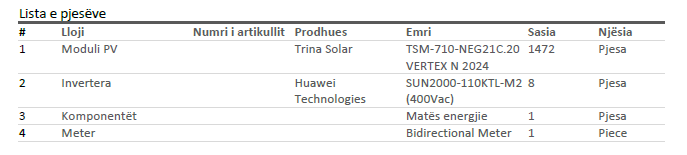 Lista e pjesëve
# Lloji Numri i artikullit Prodhues Emri Sasia Njësia
1 Moduli PV Trina Solar TSM-710-NEG21C.20 1472 Pjesa
VERTEX N 2024
2 Invertera Huawei SUN2000-110KTL-M2 8 Pjesa
Technologies (400Vac)
3 Komponentët Matës energjie 1 Pjesa
4 Meter Bidirectional Meter 1 Piece